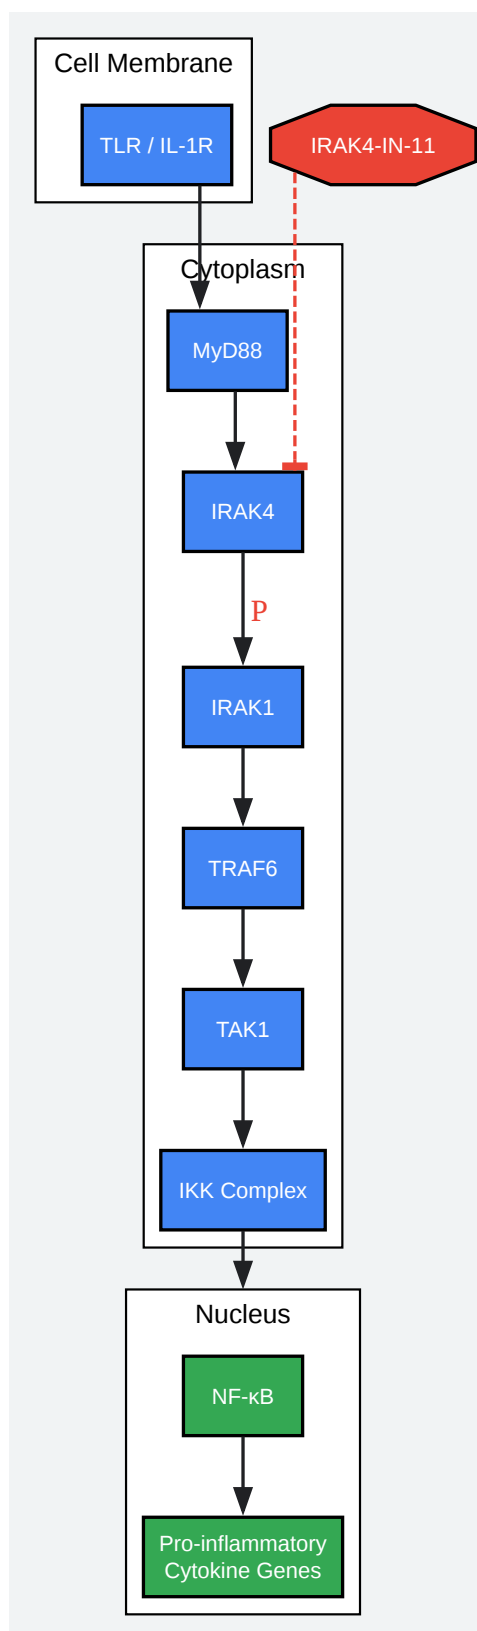 Cell Membrane
TLR / IL-1R
IRAK4-IN-11
Cytoplasm
MyD88
IRAK4
P
IRAK1
TRAF6
TAK1
IKK Complex
Nucleus
NF-κB
Pro-inflammatory
Cytokine Genes